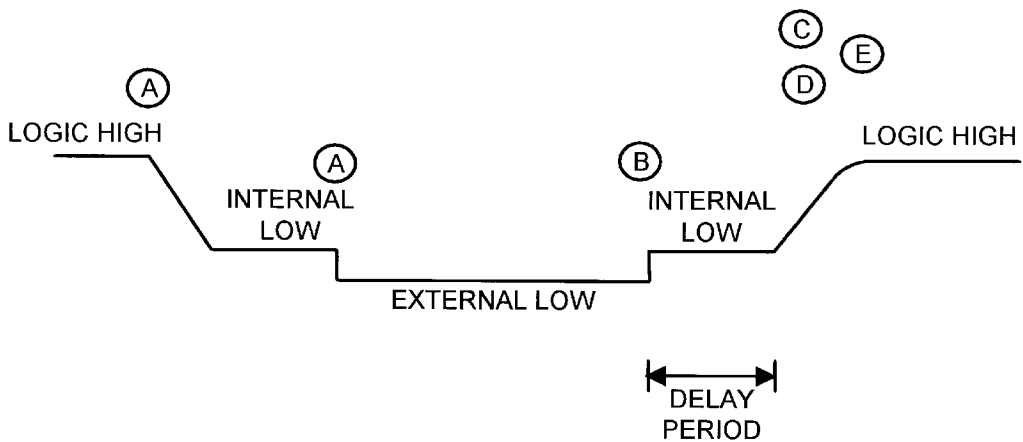 C
E
A
D
LOGIC HIGH
A
B
LOGIC HIGH
INTERNAL
LOW
INTERNAL
LOW
EXTERNAL LOW
DELAY
PERIOD